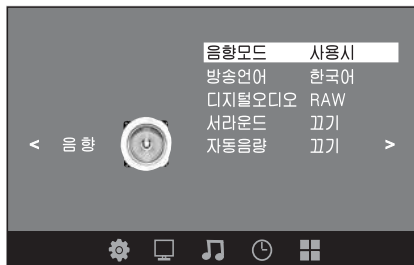 음향모드 사용시
방송언어 한국어
디지털오디오 RAW
서라운드 끄기
< 음향 자동음량 끄기 >